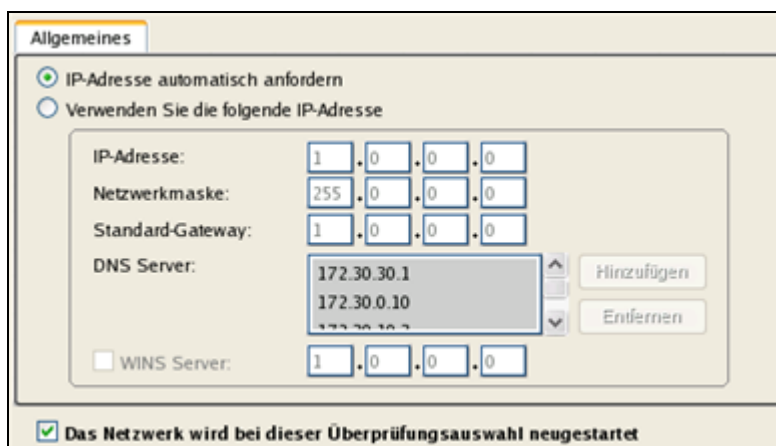 Allgemeines
IP-Adresse automatisch anfordern
Verwenden Sie die folgende IP-Adresse
IP-Adresse: 1 . 0 . 0 . 0
Netzwerkmaske: 255 . 0 . 0 . 0
Standard-Gateway: 1 . 0 . 0 . 0
DNS Server: 172.30.30.1 Hinzufügen
172.30.0.10 Entfernen
WINS Server: 1 . 0 . 0 . 0
Das Netzwerk wird bei dieser Überprüfungsauswahl neugestartet